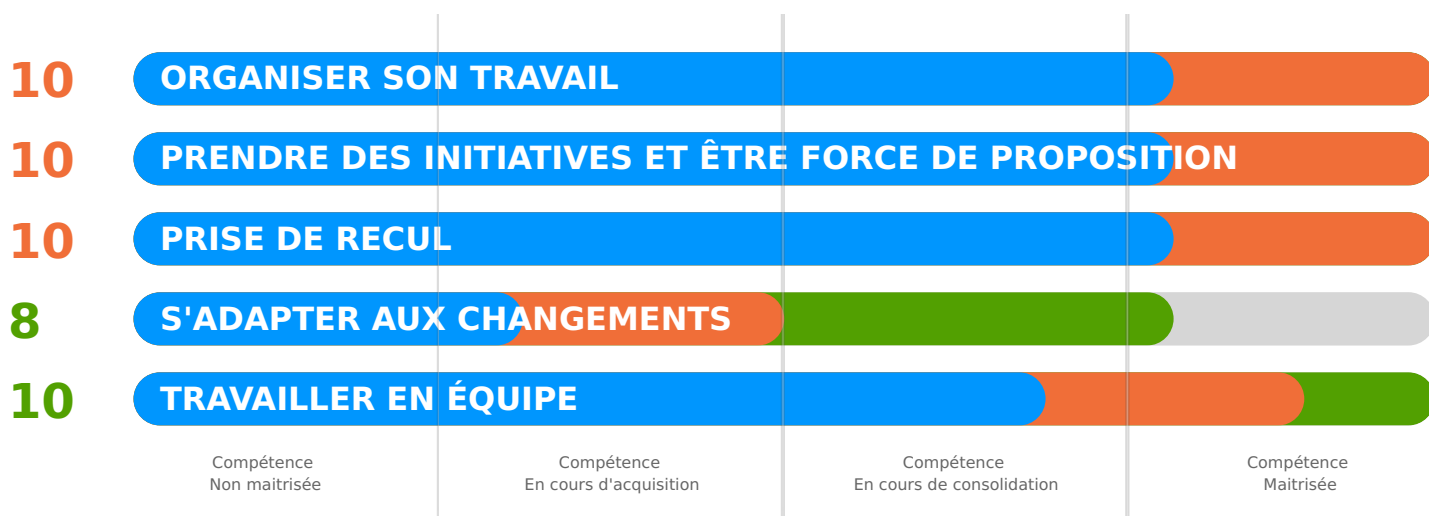 10 ORGANISER SON TRAVAIL
10 PRENDRE DES INITIATIVES ET ÊTRE FORCE DE PROPOSITION
10 PRISE DE RECUL
8 S'ADAPTER AUX CHANGEMENTS
10 TRAVAILLER EN ÉQUIPE
Compétence Compétence Compétence Compétence
Non maitrisée En cours d'acquisition En cours de consolidation Maitrisée